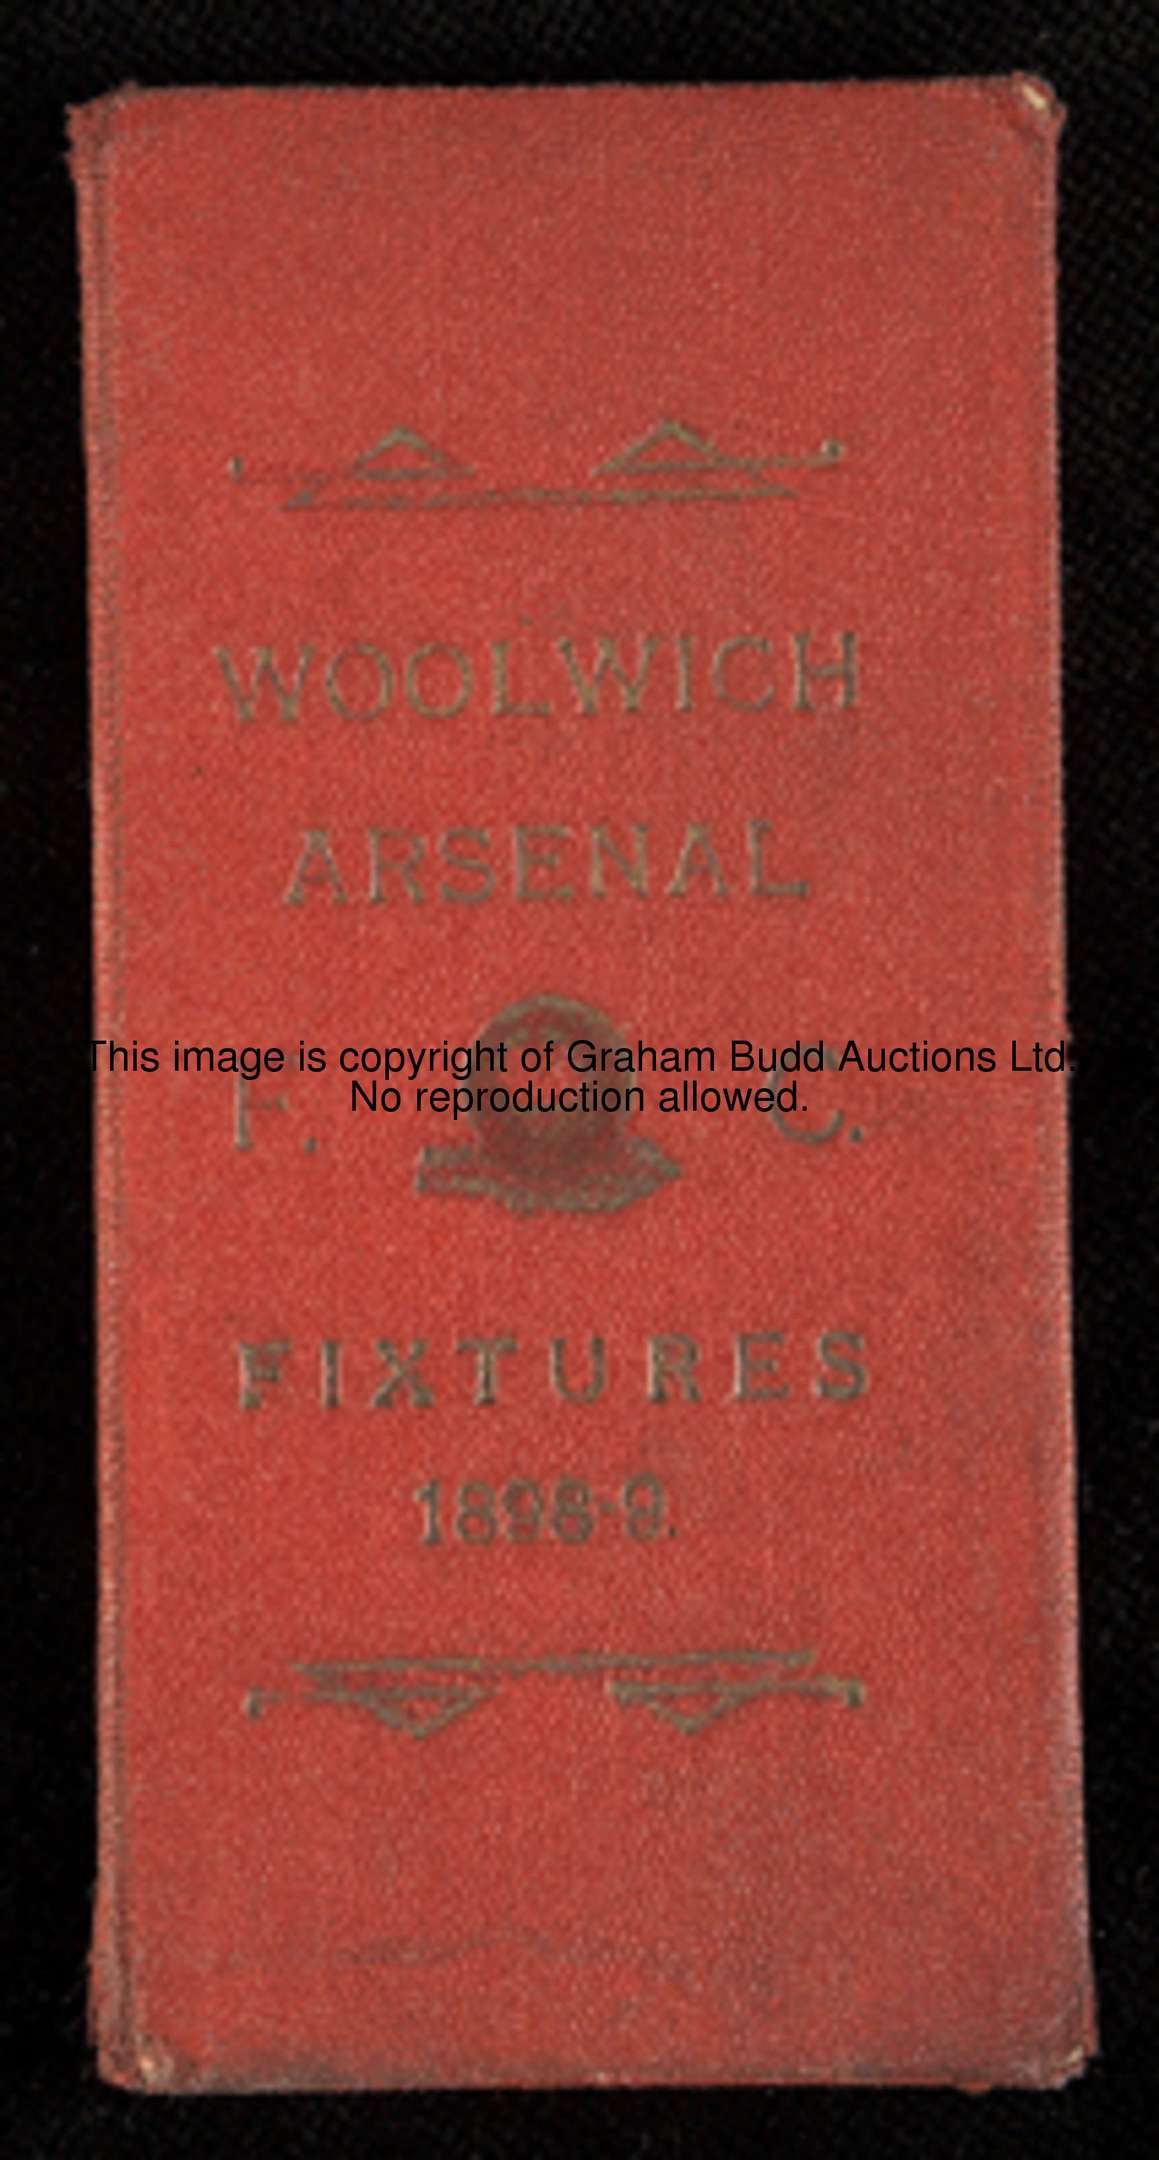 WOOLWICH
ARSENAL
This image is copyright of Graham Budd Auctions Ltd.
No reproduction allowed.
F. C.
FIXTURES
1898-9.